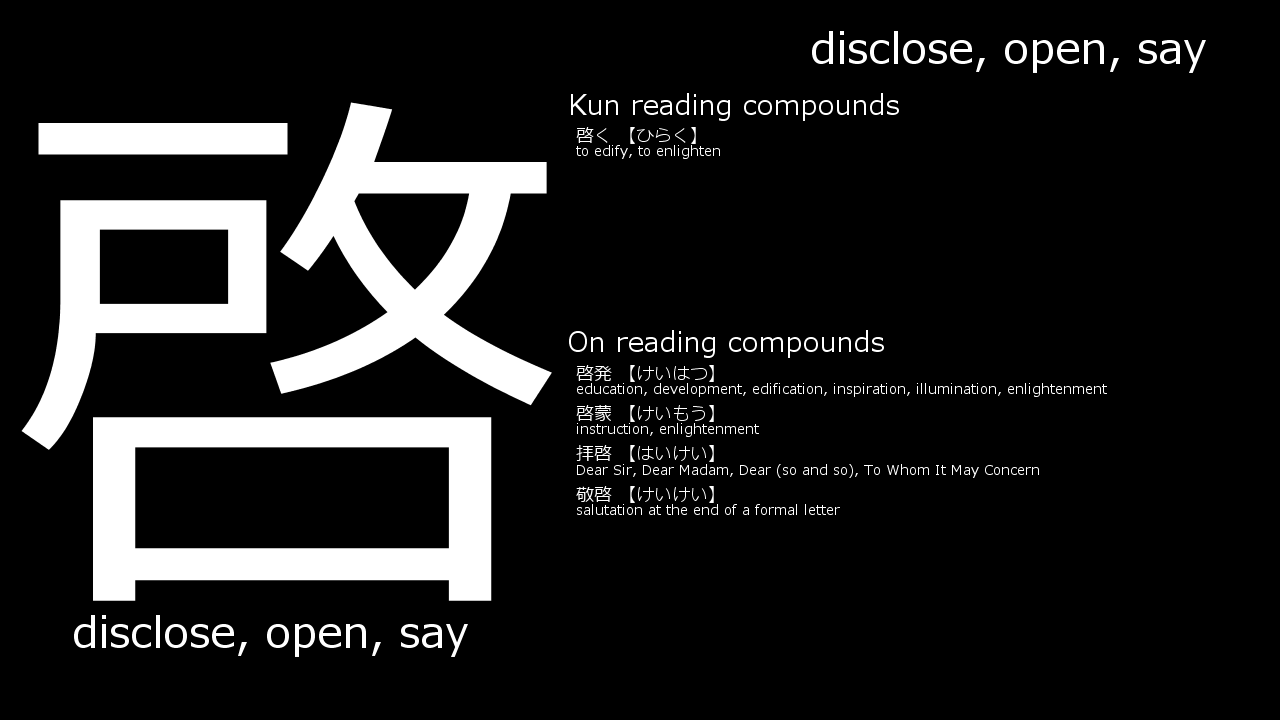 disclose, open, say
啓
Kun reading compounds
啓く 【ひらく】
to edify, to enlighten
On reading compounds
啓発 【けいはつ】
education, development, edification, inspiration, illumination, enlightenment
啓蒙 【けいもう】
instruction, enlightenment
拝啓 【はいけい】
Dear Sir, Dear Madam, Dear (so and so), To Whom It May Concern
敬啓 【けいけい】
salutation at the end of a formal letter
disclose, open, say